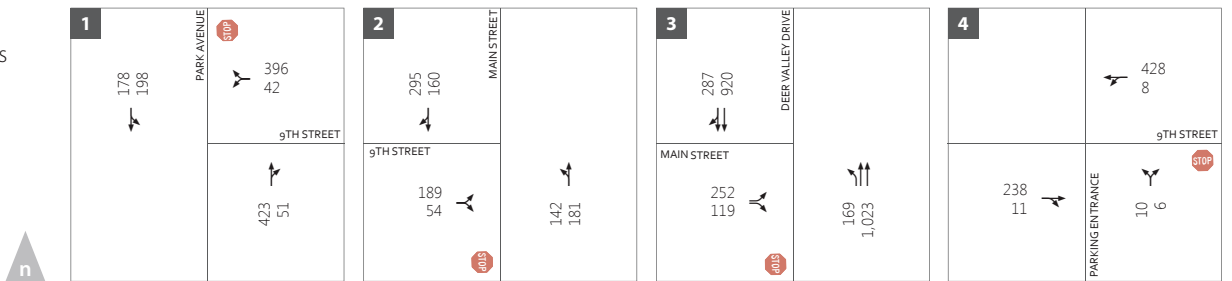 S
n
1
PARK AVENUE
STOP
178
198
396
42
9TH STREET
423
51
2
MAIN STREET
295
160
9TH STREET
189
54
STOP
142
181
3
DEER VALLEY DRIVE
287
920
MAIN STREET
252
119
STOP
169
1,023
4
428
8
9TH STREET
STOP
238
11
PARKING ENTRANCE
10
6